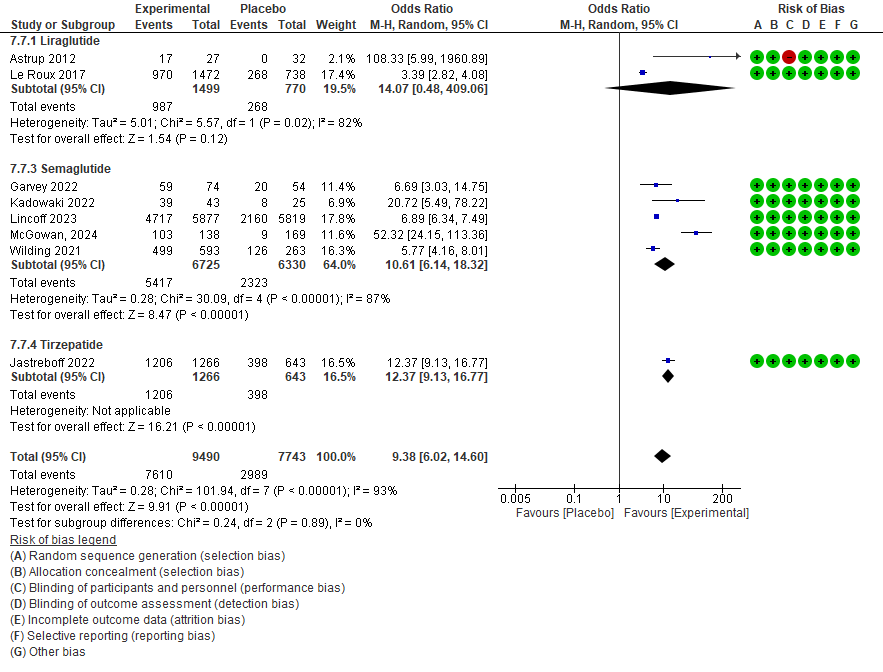 Experimental Placebo Odds Ratio Odds Ratio Risk of Bias
Study or Subgroup Events Total Events Total Weight M-H, Random, 95% CI M-H, Random, 95% CI A B C D E F G
7.7.1 Liraglutide
Astrup 2012 17 27 0 32 2.1% 108.33 [5.99, 1960.89] + + + + + + +
Le Roux 2017 970 1472 268 738 17.4% 3.39 [2.82, 4.08] + + + + + + +
Subtotal (95% CI) 1499 770 19.5% 14.07 [0.48, 409.06]
Total events 987 268
Heterogeneity: Tau² = 5.01; Chi² = 5.57, df = 1 (P = 0.02); I² = 82%
Test for overall effect: Z = 1.54 (P = 0.12)
7.7.3 Semaglutide
Garvey 2022 59 74 20 54 11.4% 6.69 [3.03, 14.75] + + + + + + +
Kadowaki 2022 39 43 8 25 6.9% 20.72 [5.49, 78.22] + + + + + + +
Lincoff 2023 4717 5877 2160 5819 17.8% 6.89 [6.34, 7.49] + + + + + + +
McGowan, 2024 103 138 9 169 11.6% 52.32 [24.15, 113.36] + + + + + + +
Wilding 2021 499 593 126 263 16.3% 5.77 [4.16, 8.01] + + + + + + +
Subtotal (95% CI) 6725 6330 64.0% 10.61 [6.14, 18.32]
Total events 5417 2323
Heterogeneity: Tau² = 0.28; Chi² = 30.09, df = 4 (P < 0.00001); I² = 87%
Test for overall effect: Z = 8.47 (P < 0.00001)
7.7.4 Tirzepatide
Jastreboff 2022 1206 1266 398 643 16.5% 12.37 [9.13, 16.77] + + + + + + +
Subtotal (95% CI) 1266 643 16.5% 12.37 [9.13, 16.77]
Total events 1206 398
Heterogeneity: Not applicable
Test for overall effect: Z = 16.21 (P < 0.00001)
Total (95% CI) 9490 7743 100.0% 9.38 [6.02, 14.60]
Total events 7610 2989
Heterogeneity: Tau² = 0.28; Chi² = 101.94, df = 7 (P < 0.00001); I² = 93%
Test for overall effect: Z = 9.91 (P < 0.00001)
Test for subgroup differences: Chi² = 0.24, df = 2 (P = 0.89), I² = 0%
0.005 0.1 1 10 200
Favours [Placebo] Favours [Experimental]
Risk of bias legend
(A) Random sequence generation (selection bias)
(B) Allocation concealment (selection bias)
(C) Blinding of participants and personnel (performance bias)
(D) Blinding of outcome assessment (detection bias)
(E) Incomplete outcome data (attrition bias)
(F) Selective reporting (reporting bias)
(G) Other bias